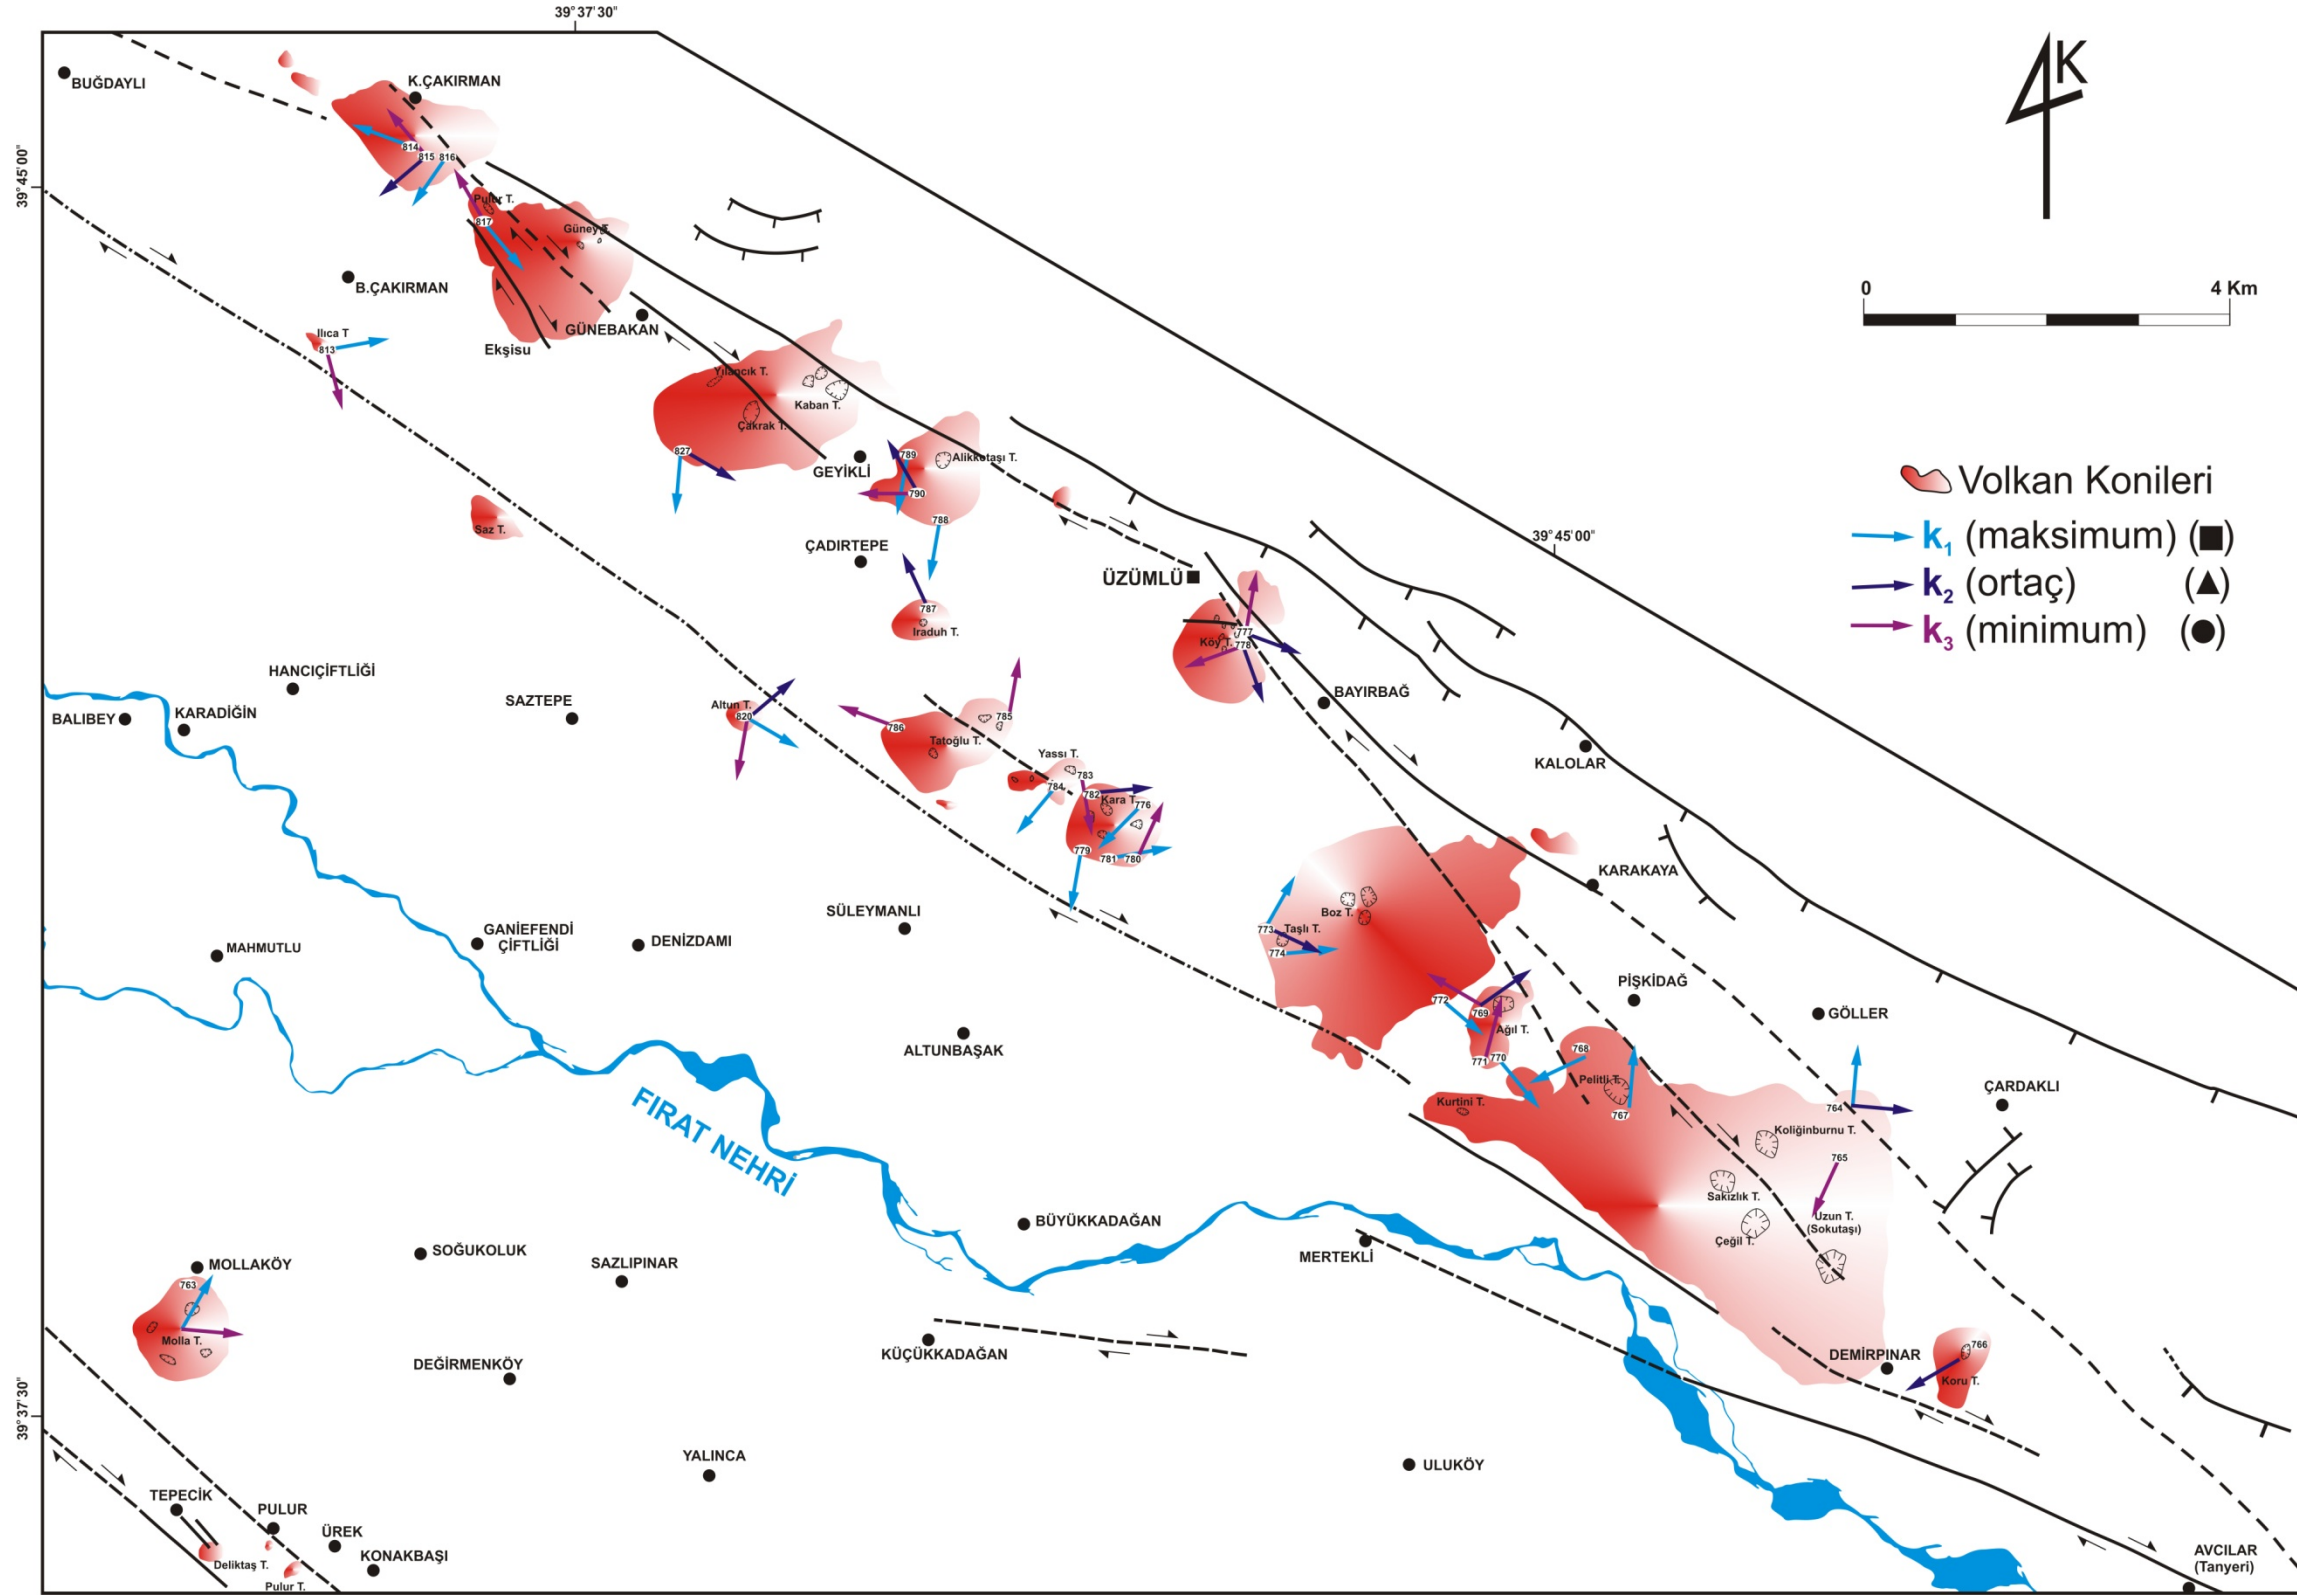 39°37'30"
BUĞDAYLI
K.ÇAKIRMAN
K
814
815
816
39°45'00"
Pulur T.
817
Güney T.
B.ÇAKIRMAN
0
4 Km
GÜNEBAKAN
Ilıca T
813
Ekşisu
Yılancık T.
Kaban T.
Çakrak T.
827
GEYİKLİ
789
Alikkotaşı T.
790
788
Volkan Konileri
k1 (maksimum) (■)
k2 (ortaç) (▲)
k3 (minimum) (●)
Saz T.
39°45'00"
ÇADIRTEPE
ÜZÜMLÜ
787
Iraduh T.
777
Köy T.
778
HANCIÇİFTLİĞİ
BALIBEY
KARADİĞİN
SAZTEPE
Altun T.
820
BAYIRBAĞ
786
785
Tatoğlu T.
Yassı T.
783
784
782
Kara T.
776
779
781
780
KALOLAR
KARAKAYA
SÜLEYMANLI
GANİEFENDİ
ÇİFTLİĞİ
DENİZDAMI
MAHMUTLU
Boz T.
773
Taşlı T.
774
PİŞKİDAĞ
772
769
Ağıl T.
GÖLLER
ALTUNBAŞAK
771
770
768
Pelitli T.
767
Kurtini T.
764
ÇARDAKLI
FIRAT NEHRİ
Koliğinburnu T.
765
Sakızlık T.
Uzun T.
(Sokutaşı)
Çeğil T.
BÜYÜKKADAĞAN
MERTEKLİ
SOĞUKOLUK
MOLLAKÖY
SAZLIPINAR
763
Molla T.
KÜÇÜKKADAĞAN
DEĞİRMENKÖY
DEMİRPINAR
766
Koru T.
39°37'30"
YALINCA
ULUKÖY
TEPECİK
PULUR
ÜREK
KONAKBAŞI
Deliktaş T.
Pulur T.
AVCILAR
(Tanyeri)